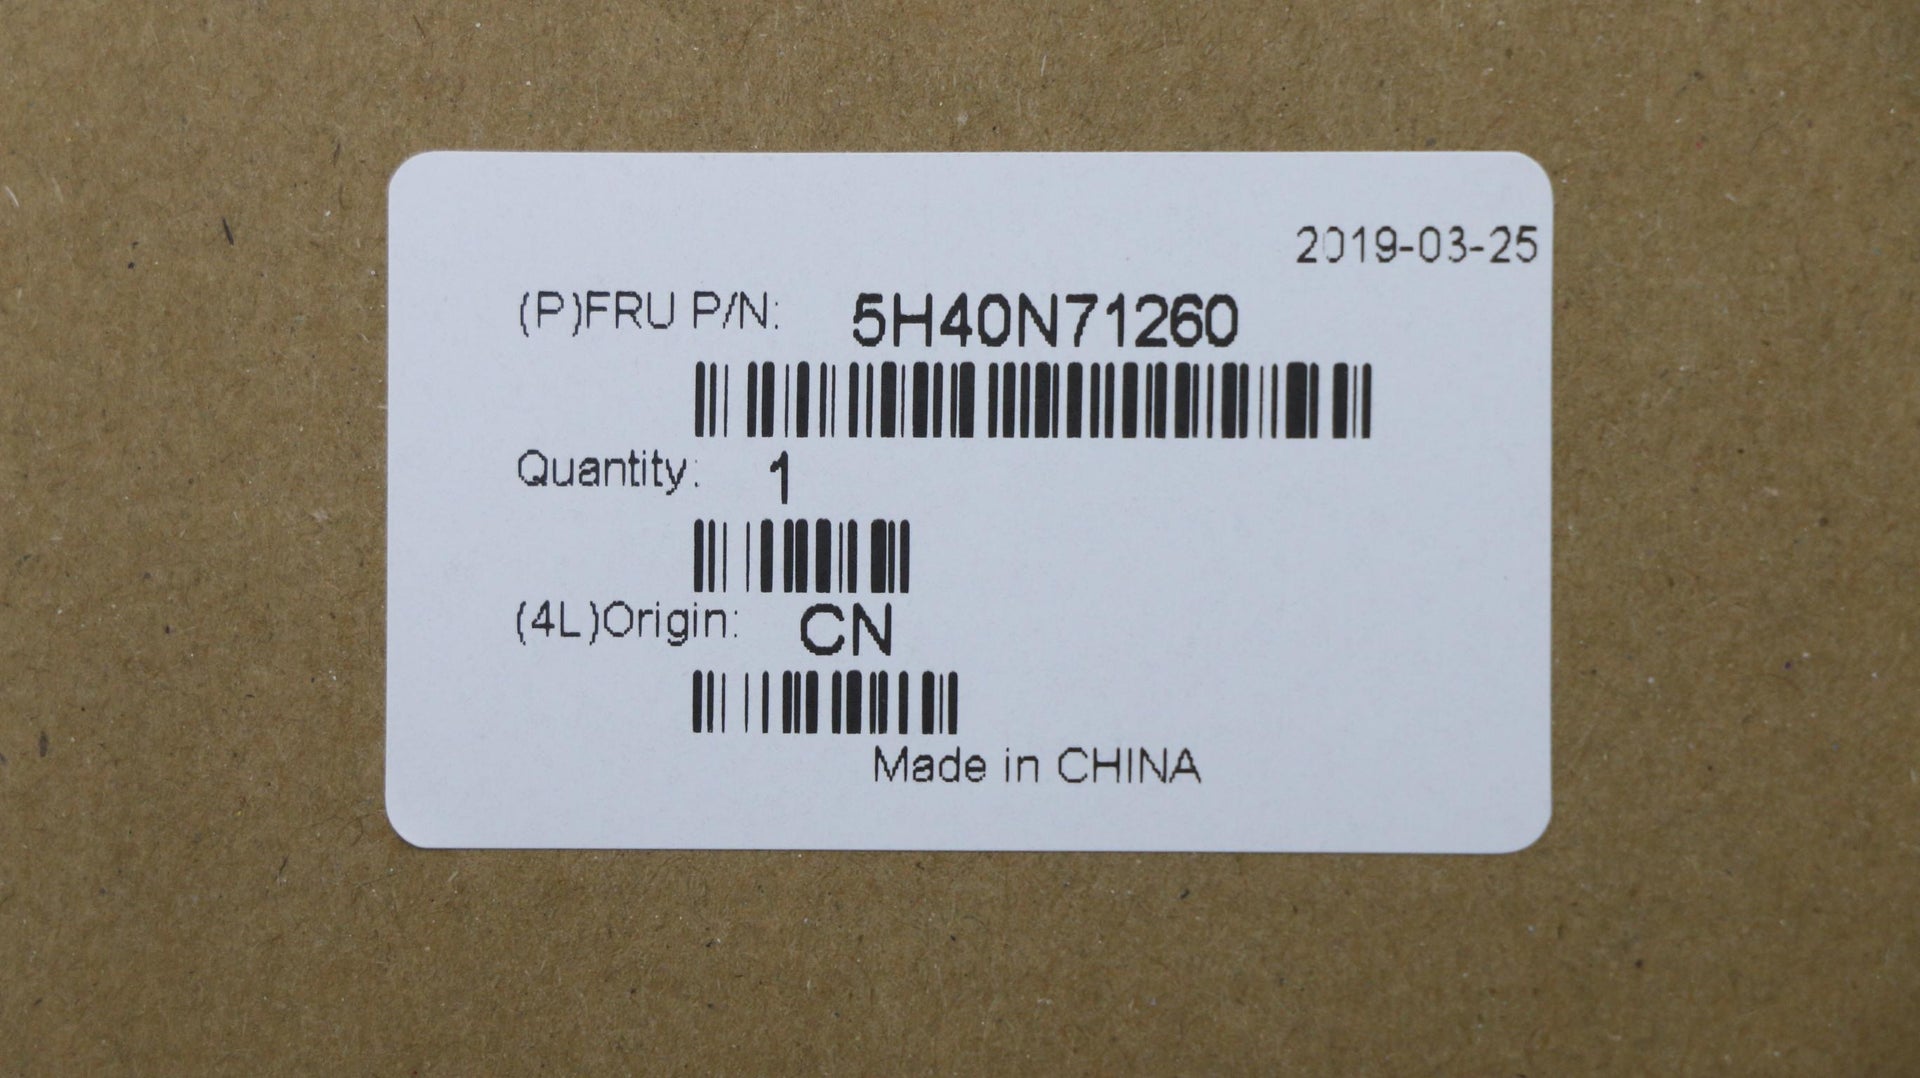 2019-03-25
(P)FRU P/N: 5H40N71260
Quantity: 1
(4L)Origin: CN
Made in CHINA